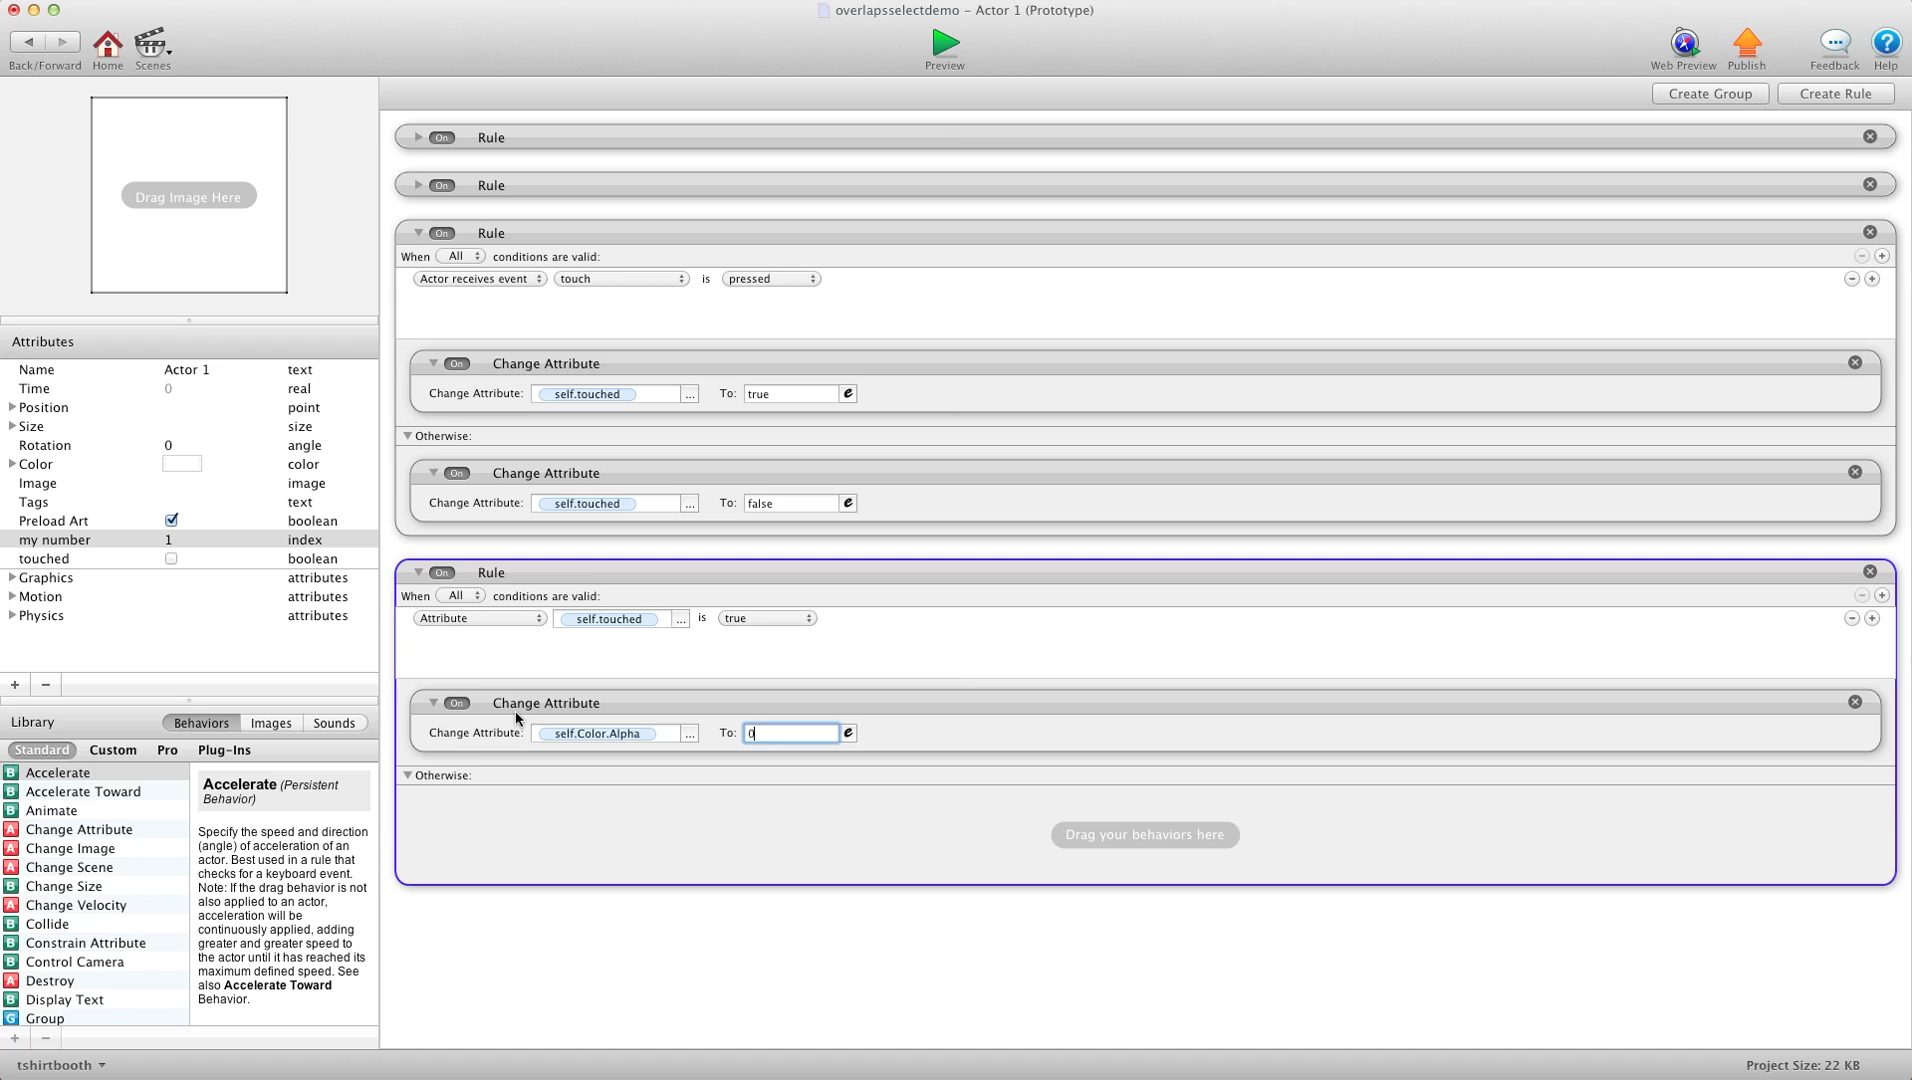 overlapsselectdemo – Actor 1 (Prototype)
Back/Forward
Home
Scenes
Preview
Web Preview
Publish
Feedback
Help
Create Group
Create Rule
Drag Image Here
Attributes
Name Actor 1 text
Time 0 real
Position point
Size size
Rotation 0 angle
Color color
Image image
Tags text
Preload Art boolean
my number 1 index
touched boolean
Graphics attributes
Motion attributes
Physics attributes
+ −
Library Behaviors Images Sounds
Standard Custom Pro Plug-Ins
B Accelerate
B Accelerate Toward
B Animate
A Change Attribute
A Change Image
A Change Scene
B Change Size
A Change Velocity
B Collide
B Constrain Attribute
B Control Camera
A Destroy
B Display Text
G Group
Accelerate (Persistent
Behavior)
Specify the speed and direction
(angle) of acceleration of an
actor. Best used in a rule that
checks for a keyboard event.
Note: If the drag behavior is not
also applied to an actor,
acceleration will be
continuously applied, adding
greater and greater speed to
the actor until it has reached its
maximum defined speed. See
also Accelerate Toward
Behavior.
+ −
On Rule
On Rule
On Rule
When All conditions are valid:
Actor receives event touch is pressed
On Change Attribute
Change Attribute: self.touched ... To: true e
Otherwise:
On Change Attribute
Change Attribute: self.touched ... To: false e
On Rule
When All conditions are valid:
Attribute self.touched ... is true
On Change Attribute
Change Attribute: self.Color.Alpha ... To: 0 e
Otherwise:
Drag your behaviors here
tshirtbooth
Project Size: 22 KB